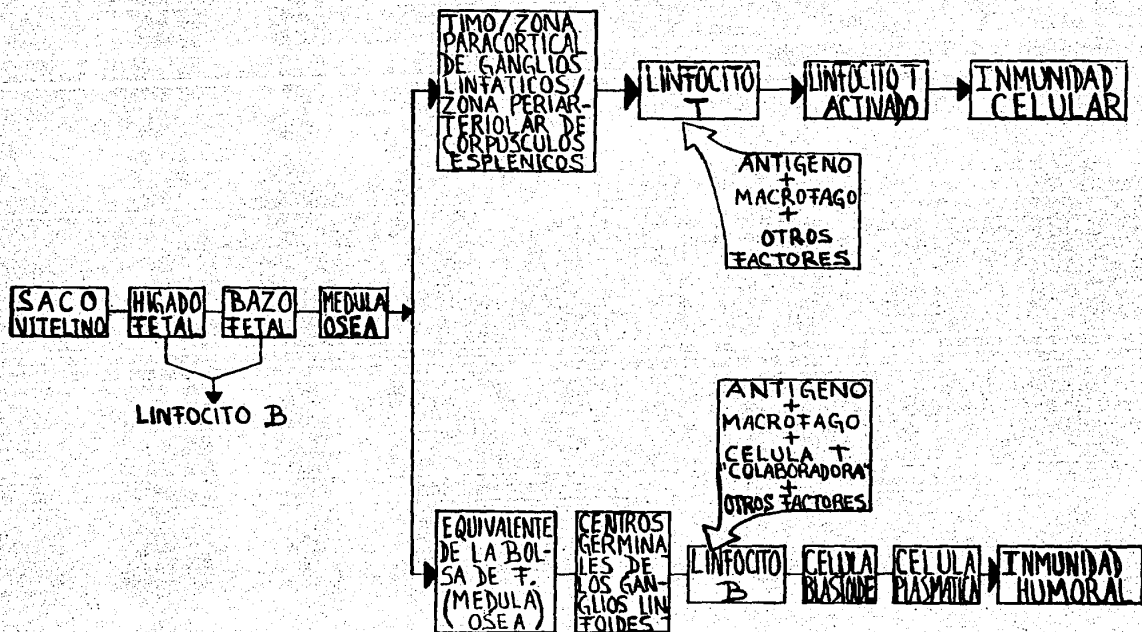 TIMO/ZONA
PARACORTICAL
DE GANGLIOS
LINFATICOS/
ZONA PERIAR-
TERIOLAR DE
CORPUSCULOS
ESPLENICOS
LINFOCITO
T
LINFOCITO T
ACTIVADO
INMUNIDAD
CELULAR
ANTIGENO
+
MACROFAGO
+
OTROS
FACTORES
SACO
VITELINO
HIGADO
FETAL
BAZO
FETAL
MEDULA
OSEA
LINFOCITO B
ANTIGENO
+
MACROFAGO
+
CELULA T
"COLABORADORA"
+
OTROS FACTORES
EQUIVALENTE
DE LA BOL-
SA DE F.
(MEDULA)
OSEA
CENTROS
GERMINA
LES DE
LOS GAN-
GLIOS LIN
FOIDES
LINFOCITO
B
CELULA
BLASTOIDE
CELULA
PLASMATICA
INMUNIDAD
HUMORAL